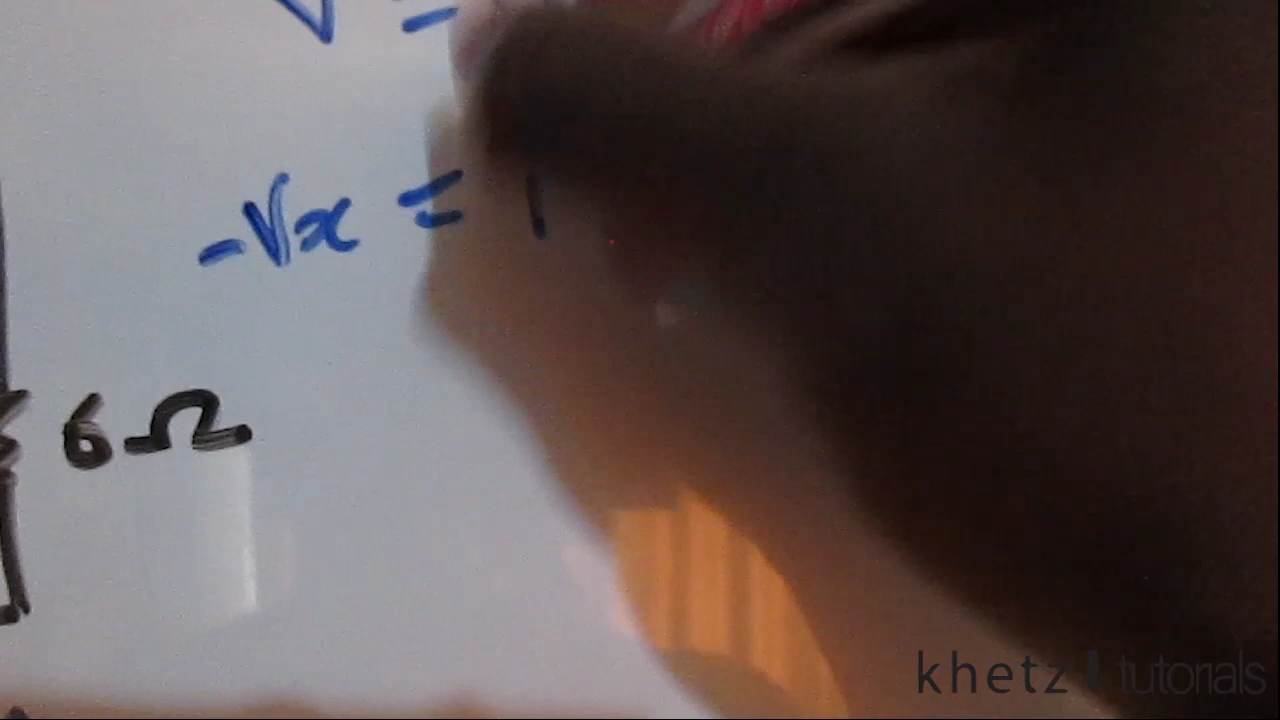 V =
-Vx =
6Ω
khetz | tutorials